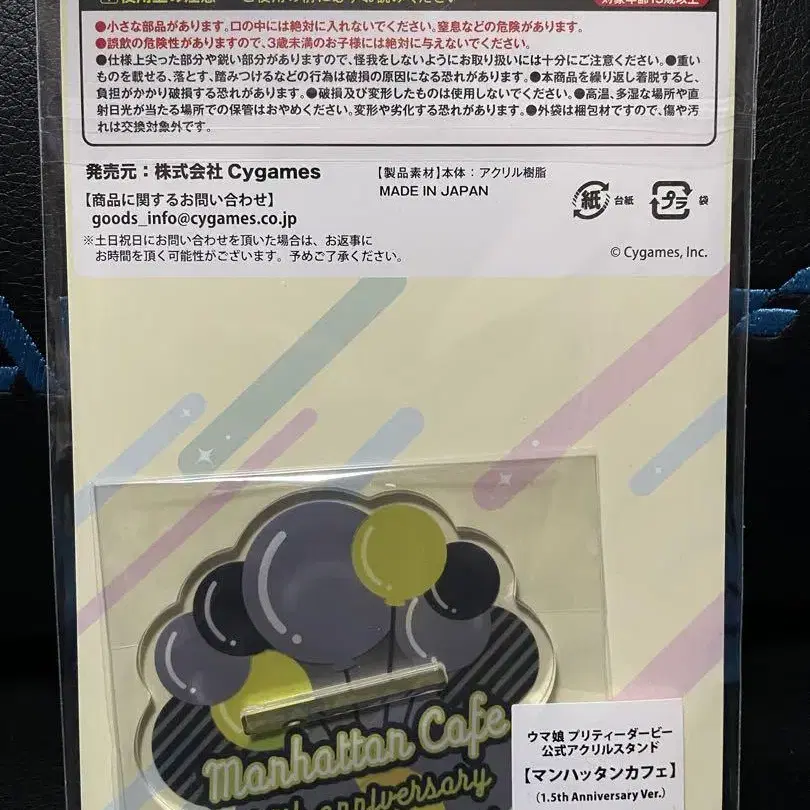 ●小さな部品があります。口の中には絶対に入れないでください。窒息などの危険があります。
●誤飲の危険性がありますので、3歳未満のお子様には絶対に与えないでください。
●仕様上尖った部分や鋭い部分がありますので、怪我をしないようにお取り扱いには十分にご注意ください。●重い
ものを載せる、落とす、踏みつけるなどの行為は破損の原因になる恐れがあります。●本商品を繰り返し着脱すると、
負担がかかり破損する恐れがあります。●破損及び変形したものは使用しないでください。●高温、多湿な場所や直
射日光が当たる場所での保管はおやめください。変形や劣化する恐れがあります。●外袋は梱包材ですので、傷や汚
れは交換対象外です。
発売元：株式会社 Cygames
【製品素材】本体：アクリル樹脂
MADE IN JAPAN
【商品に関するお問い合わせ】
goods_info@cygames.co.jp
紙 台紙
プラ 袋
※土日祝日にお問い合わせを頂いた場合は、お返事に
お時間を頂く可能性がございます。予めご了承ください。
© Cygames, Inc.
Manhattan Cafe
anniversary
ウマ娘 プリティーダービー
公式アクリルスタンド
【マンハッタンカフェ】
（1.5th Anniversary Ver.）